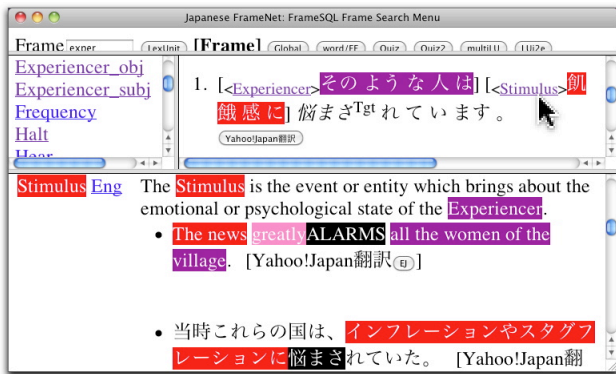 Japanese FrameNet: FrameSQL Frame Search Menu
Frame exper LexUnit [Frame] Global word/FE Quiz Quiz2 multiLU LUi2e
Experiencer_obj
Experiencer_subj
Frequency
Halt
Hear
1. [<Experiencer>そのような人は] [<Stimulus>飢
餓感に] 悩まさTgt れています。
Yahoo!Japan翻訳
Stimulus Eng The Stimulus is the event or entity which brings about the
emotional or psychological state of the Experiencer.
• The news greatly ALARMS all the women of the
village. [Yahoo!Japan翻訳 EJ]
• 当時これらの国は、インフレーションやスタグフ
レーションに悩まされていた。 [Yahoo!Japan翻